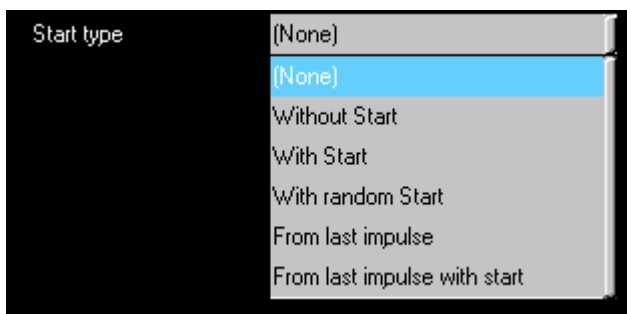 Start type (None)
(None)
Without Start
With Start
With random Start
From last impulse
From last impulse with start